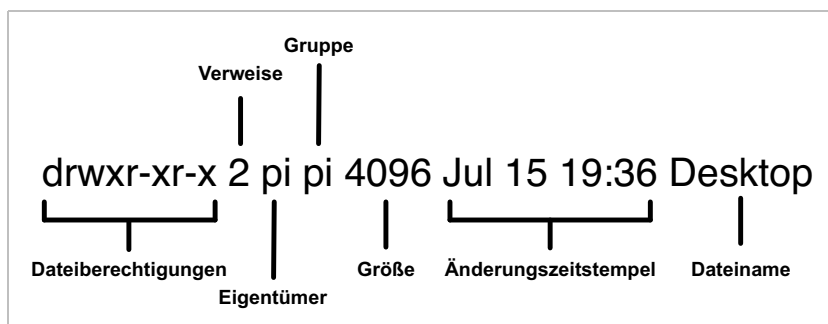 Gruppe
Verweise
drwxr-xr-x 2 pi pi 4096 Jul 15 19:36 Desktop
Dateiberechtigungen
Größe
Änderungszeitstempel
Dateiname
Eigentümer